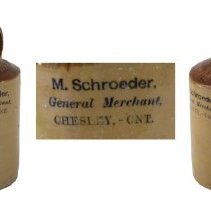 M. Schroeder,
General Merchant,
CHESLEY, - ONT.